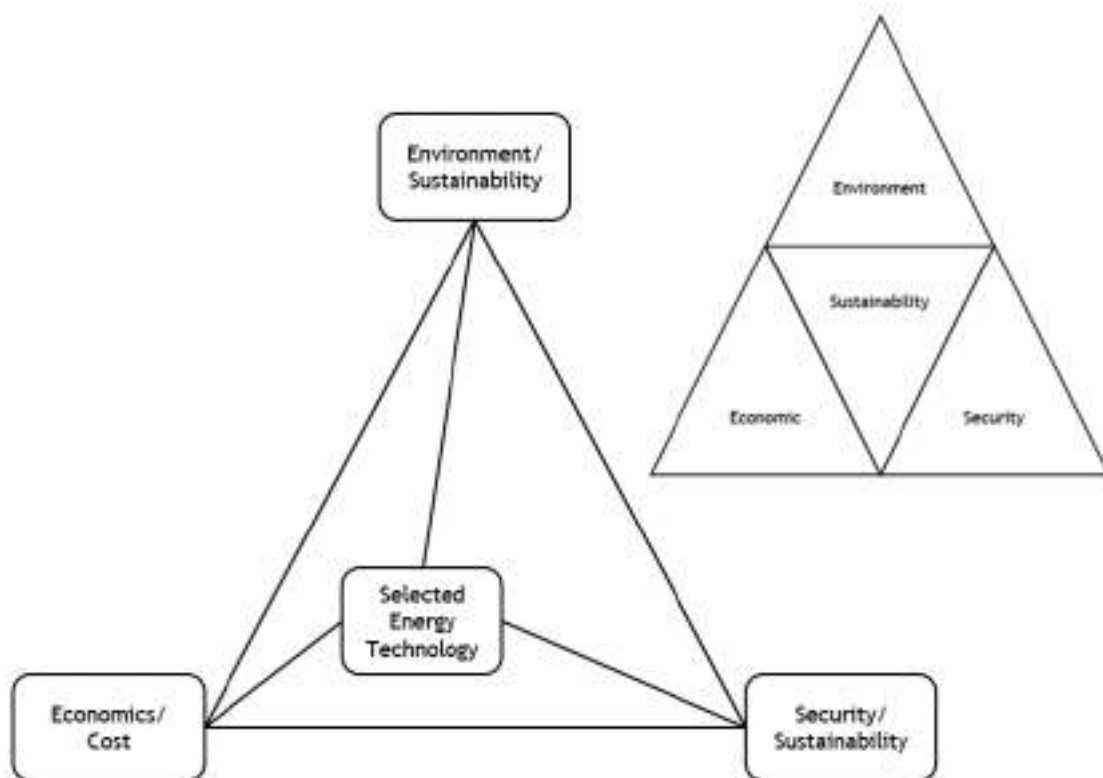 Environment/
Sustainability
Environment
Sustainability
Economic
Security
Selected
Energy
Technology
Economics/
Cost
Security/
Sustainability